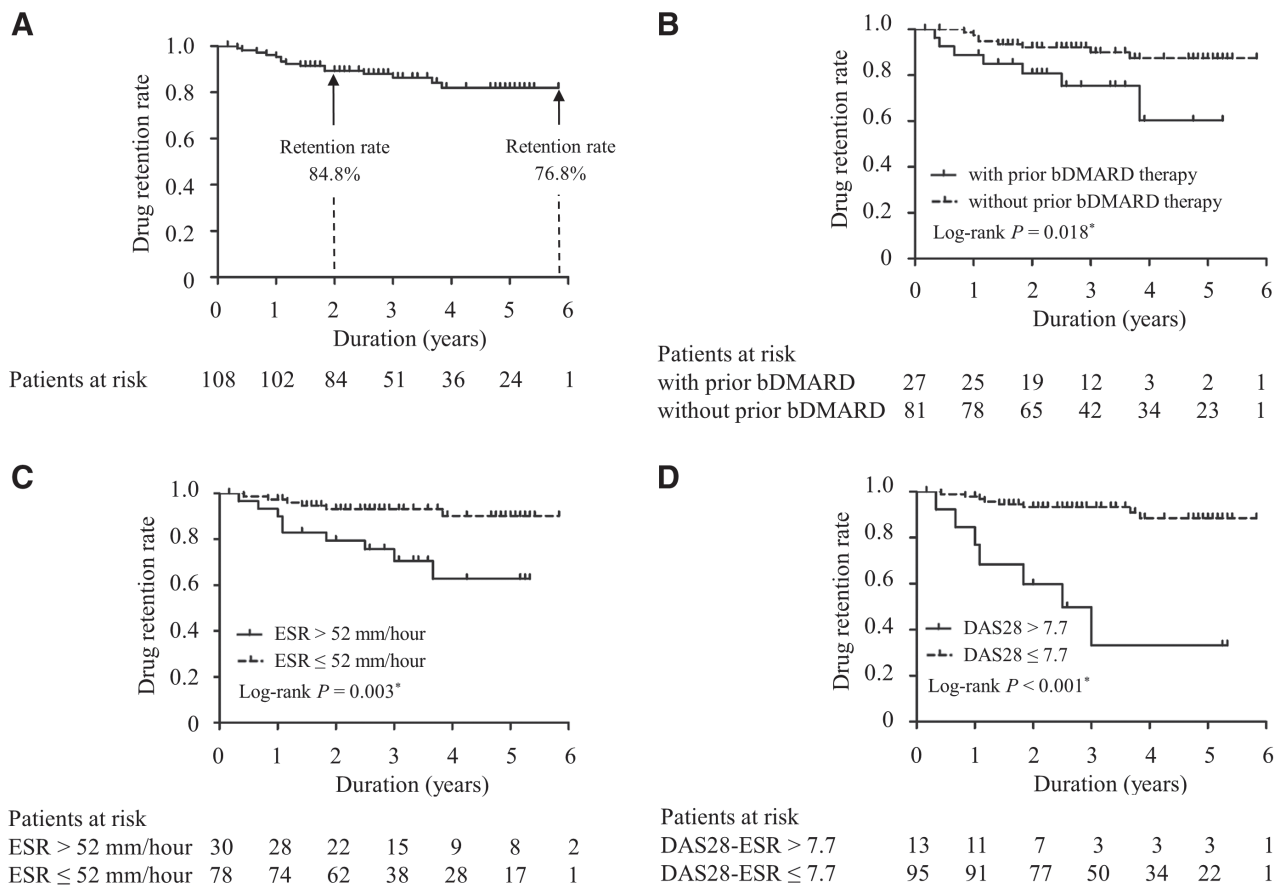 A
1.0
0.8
0.6
0.4
0.2
0
Drug retention rate
Retention rate
84.8%
Retention rate
76.8%
0 1 2 3 4 5 6
Duration (years)
Patients at risk 108 102 84 51 36 24 1
B
1.0
0.8
0.6
0.4
0.2
0
Drug retention rate
with prior bDMARD therapy
without prior bDMARD therapy
Log-rank P = 0.018*
0 1 2 3 4 5 6
Duration (years)
Patients at risk
with prior bDMARD 27 25 19 12 3 2 1
without prior bDMARD 81 78 65 42 34 23 1
C
1.0
0.8
0.6
0.4
0.2
0
Drug retention rate
ESR > 52 mm/hour
ESR ≤ 52 mm/hour
Log-rank P = 0.003*
0 1 2 3 4 5 6
Duration (years)
Patients at risk
ESR > 52 mm/hour 30 28 22 15 9 8 2
ESR ≤ 52 mm/hour 78 74 62 38 28 17 1
D
1.0
0.8
0.6
0.4
0.2
0
Drug retention rate
DAS28 > 7.7
DAS28 ≤ 7.7
Log-rank P < 0.001*
0 1 2 3 4 5 6
Duration (years)
Patients at risk
DAS28-ESR > 7.7 13 11 7 3 3 3 1
DAS28-ESR ≤ 7.7 95 91 77 50 34 22 1